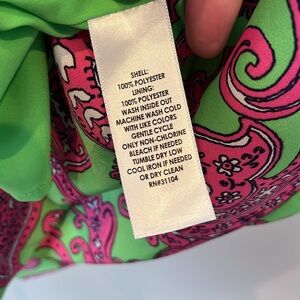 SHELL:
100% POLYESTER
LINING:
100% POLYESTER
WASH INSIDE OUT
MACHINE WASH COLD
WITH LIKE COLORS
GENTLE CYCLE
ONLY NON-CHLORINE
BLEACH IF NEEDED
TUMBLE DRY LOW
COOL IRON IF NEEDED
OR DRY CLEAN
RN#31104